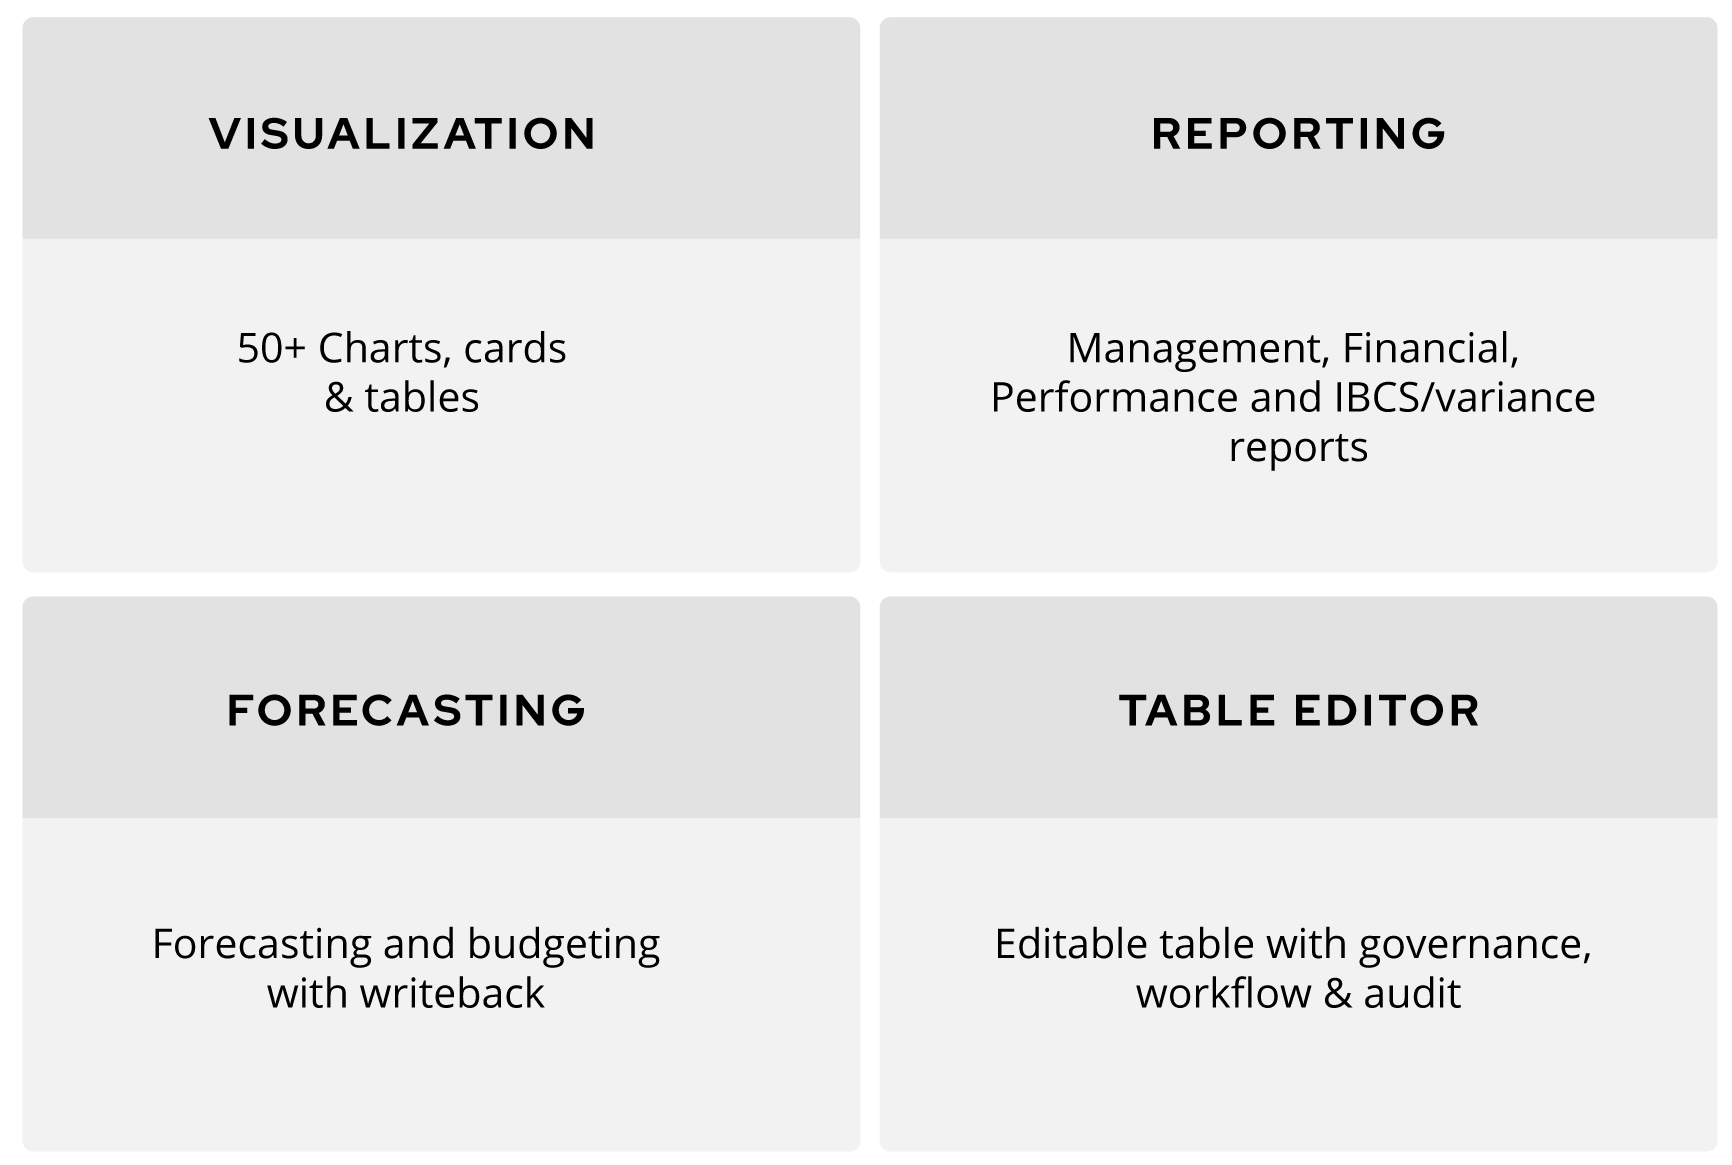 VISUALIZATION
50+ Charts, cards
& tables
REPORTING
Management, Financial,
Performance and IBCS/variance
reports
FORECASTING
Forecasting and budgeting
with writeback
TABLE EDITOR
Editable table with governance,
workflow & audit